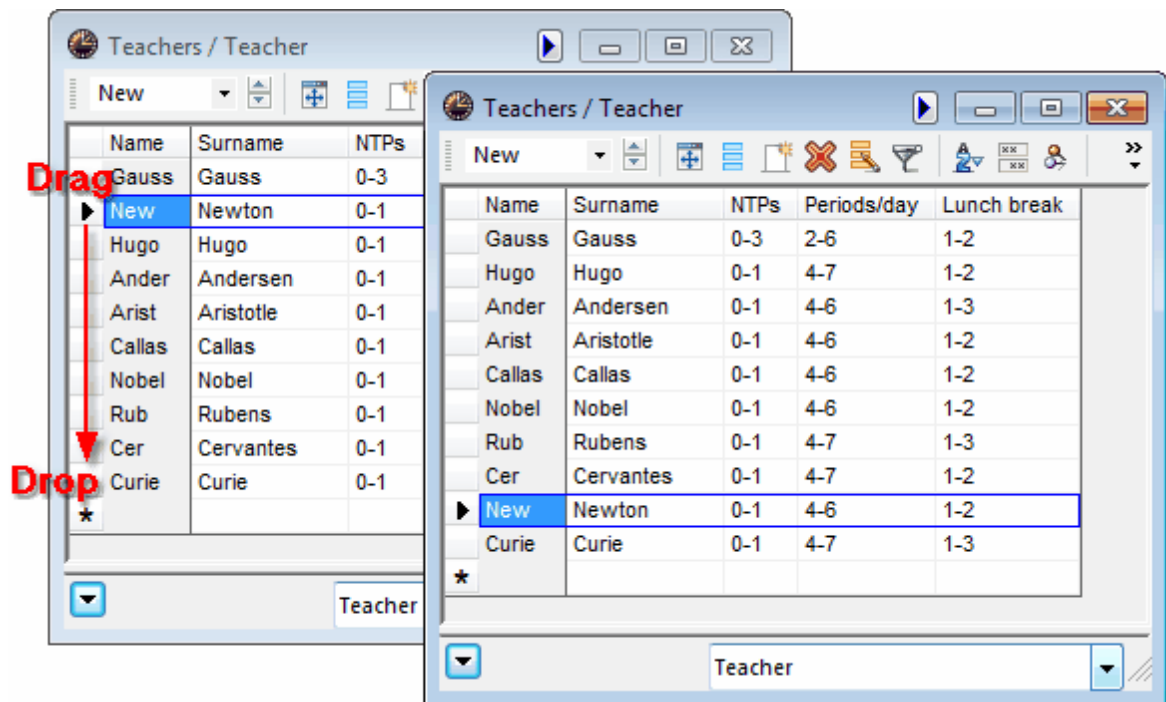 Teachers / Teacher
New
Name Surname NTPs
Drag
Gauss Gauss 0-3
New Newton 0-1
Hugo Hugo 0-1
Ander Andersen 0-1
Arist Aristotle 0-1
Callas Callas 0-1
Nobel Nobel 0-1
Rub Rubens 0-1
Cer Cervantes 0-1
Drop
Curie Curie 0-1
*
Teacher
Teachers / Teacher
New
Name Surname NTPs Periods/day Lunch break
Gauss Gauss 0-3 2-6 1-2
Hugo Hugo 0-1 4-7 1-2
Ander Andersen 0-1 4-6 1-3
Arist Aristotle 0-1 4-6 1-2
Callas Callas 0-1 4-6 1-2
Nobel Nobel 0-1 4-6 1-2
Rub Rubens 0-1 4-7 1-3
Cer Cervantes 0-1 4-7 1-2
New Newton 0-1 4-6 1-2
Curie Curie 0-1 4-7 1-3
*
Teacher